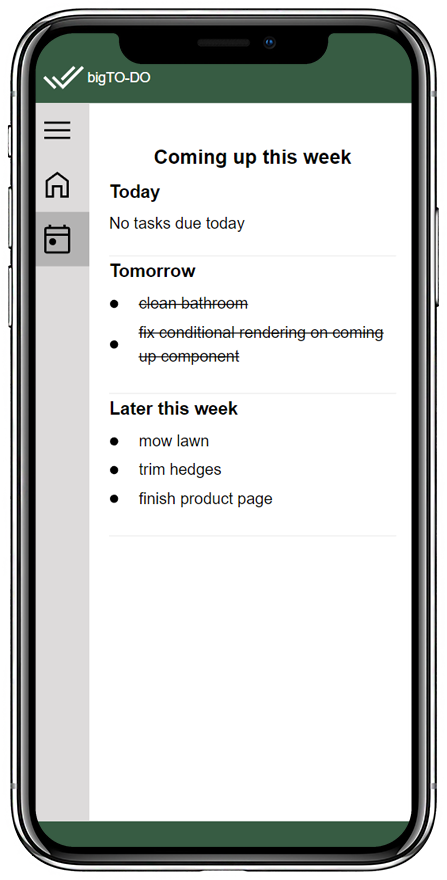 bigTO-DO
Coming up this week
Today
No tasks due today
Tomorrow
clean bathroom
fix conditional rendering on coming
up component
Later this week
mow lawn
trim hedges
finish product page